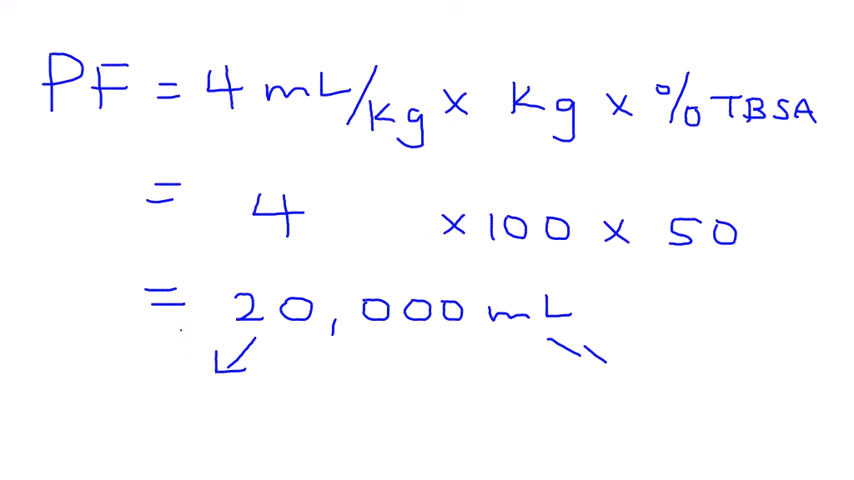 PF = 4 mL/kg x kg x % TBSA
= 4 x 100 x 50
= 20,000 mL